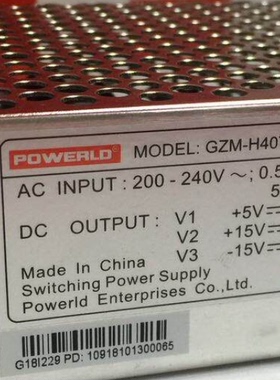 POWERLD MODEL: GZM-H40
AC INPUT : 200 - 240V ~; 0.5
5
DC OUTPUT : V1 +5V
V2 +15V
V3 -15V
Made In China
Switching Power Supply
Powerld Enterprises Co.,Ltd.
G18I229 PD: 10918101300065